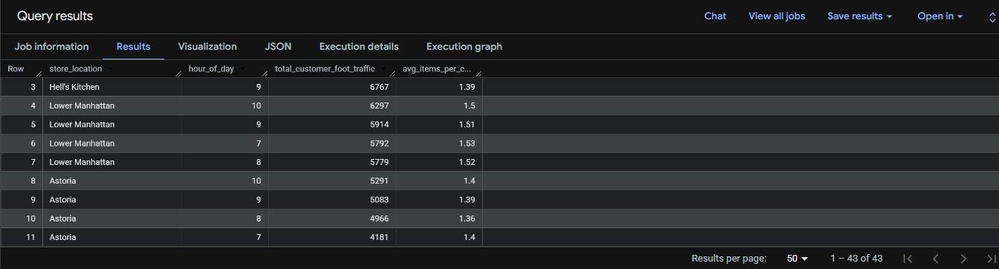 Query results Chat View all jobs Save results Open in
Job information Results Visualization JSON Execution details Execution graph
Row store_location hour_of_day total_customer_foot_traffic avg_items_per_c...
3 Hell's Kitchen 9 6767 1.39
4 Lower Manhattan 10 6297 1.5
5 Lower Manhattan 9 5914 1.51
6 Lower Manhattan 7 5792 1.53
7 Lower Manhattan 8 5779 1.52
8 Astoria 10 5291 1.4
9 Astoria 9 5083 1.39
10 Astoria 8 4966 1.36
11 Astoria 7 4181 1.4
Results per page: 50 1 – 43 of 43